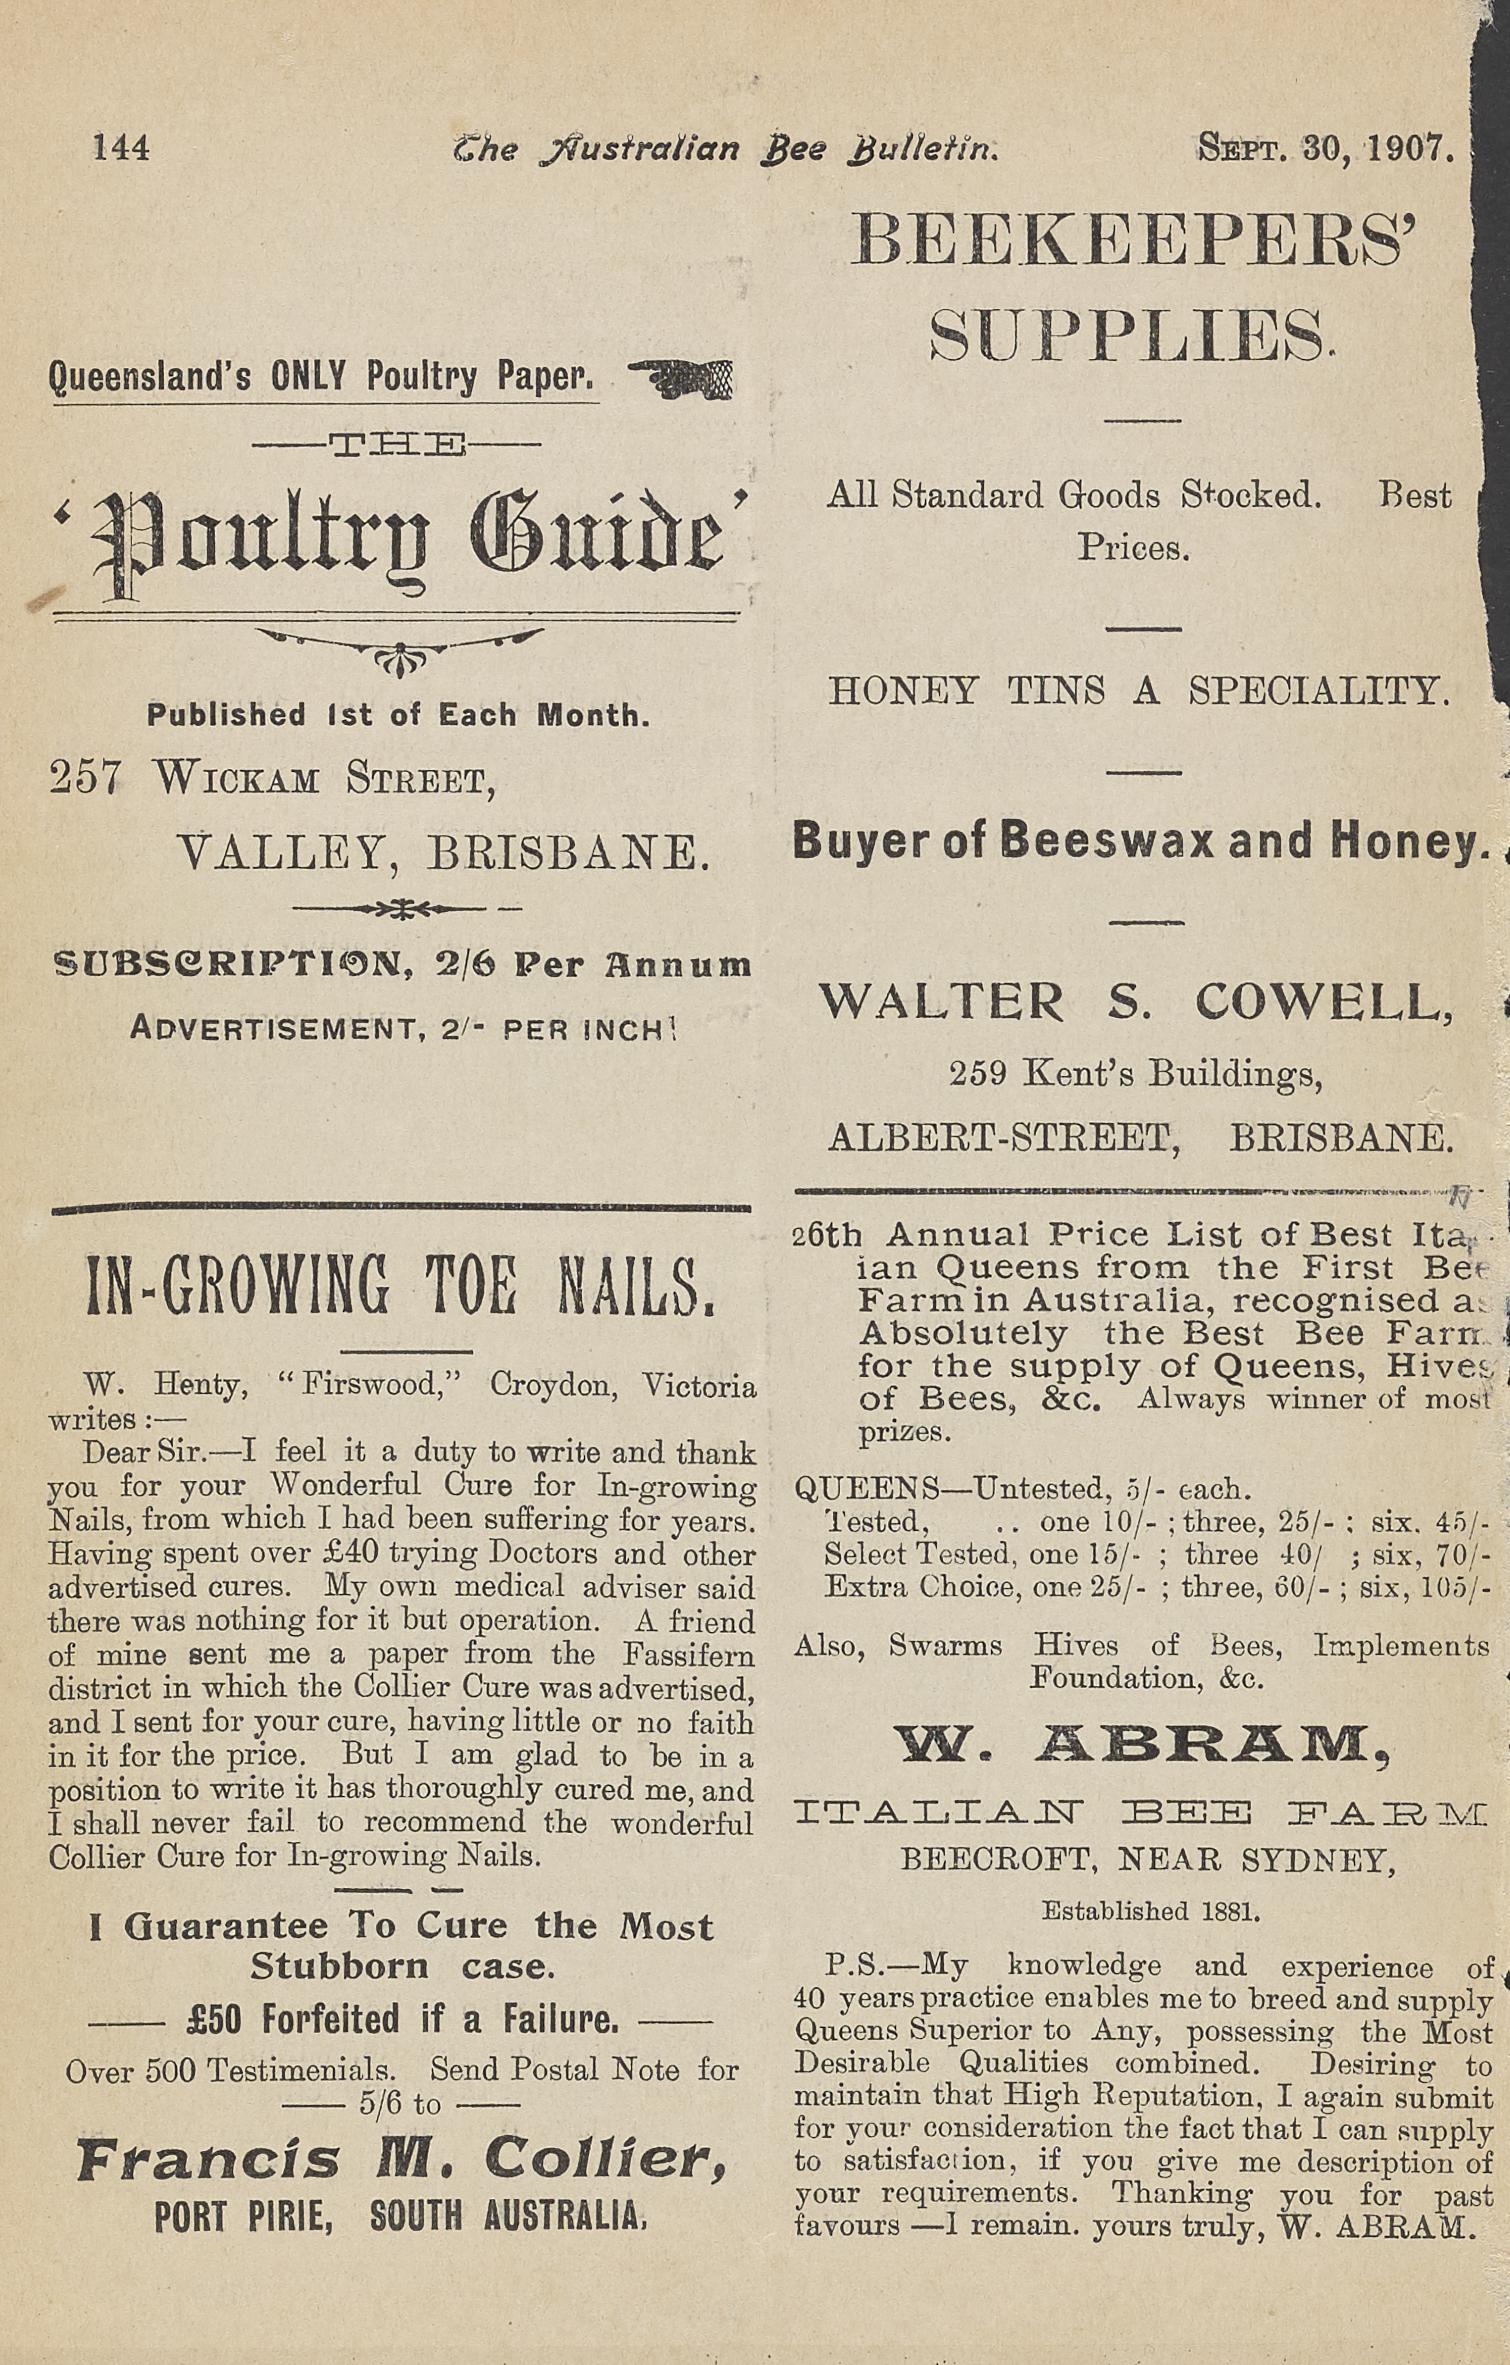 144 The Australian Bee Bulletin. SEPT. 30, 1907.
Queensland's ONLY Poultry Paper.
THE
'Poultry Guide'
Published 1st of Each Month.
257 WICKAM STREET,
VALLEY, BRISBANE.
SUBSCRIPTION, 2/6 Per Annum
ADVERTISEMENT, 2/- PER INCH!
IN-GROWING TOE NAILS.
W. Henty, "Firswood," Croydon, Victoria
writes :—
Dear Sir.—I feel it a duty to write and thank
you for your Wonderful Cure for In-growing
Nails, from which I had been suffering for years.
Having spent over £40 trying Doctors and other
advertised cures. My own medical adviser said
there was nothing for it but operation. A friend
of mine sent me a paper from the Fassifern
district in which the Collier Cure was advertised,
and I sent for your cure, having little or no faith
in it for the price. But I am glad to be in a
position to write it has thoroughly cured me, and
I shall never fail to recommend the wonderful
Collier Cure for In-growing Nails.
I Guarantee To Cure the Most
Stubborn case.
£50 Forfeited if a Failure.
Over 500 Testimenials. Send Postal Note for
5/6 to
Francis M. Collier,
PORT PIRIE, SOUTH AUSTRALIA.
BEEKEEPERS'
SUPPLIES.
All Standard Goods Stocked. Best
Prices.
HONEY TINS A SPECIALITY.
Buyer of Beeswax and Honey.
WALTER S. COWELL,
259 Kent's Buildings,
ALBERT-STREET, BRISBANE.
26th Annual Price List of Best Ita
ian Queens from the First Bee
Farm in Australia, recognised as
Absolutely the Best Bee Farm
for the supply of Queens, Hives
of Bees, &c. Always winner of most
prizes.
QUEENS—Untested, 5/- each.
Tested, .. one 10/- ; three, 25/- ; six. 45/-
Select Tested, one 15/- ; three 40/ ; six, 70/-
Extra Choice, one 25/- ; three, 60/- ; six, 105/-
Also, Swarms Hives of Bees, Implements
Foundation, &c.
W. ABRAM,
ITALIAN BEE FARM
BEECROFT, NEAR SYDNEY,
Established 1881.
P.S.—My knowledge and experience of
40 years practice enables me to breed and supply
Queens Superior to Any, possessing the Most
Desirable Qualities combined. Desiring to
maintain that High Reputation, I again submit
for your consideration the fact that I can supply
to satisfaction, if you give me description of
your requirements. Thanking you for past
favours —I remain. yours truly, W. ABRAM.